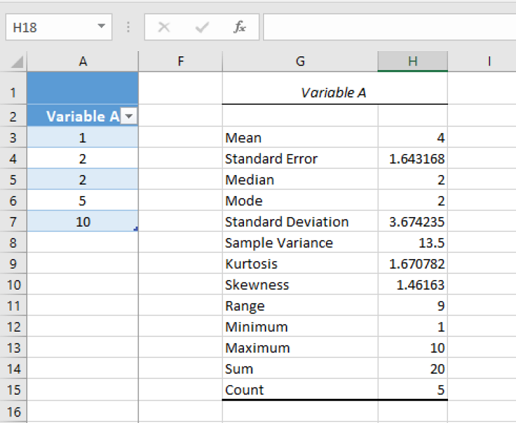 H18 fx
A F G H I
1 Variable A
2 Variable A
3 1 Mean 4
4 2 Standard Error 1.643168
5 2 Median 2
6 5 Mode 2
7 10 Standard Deviation 3.674235
8 Sample Variance 13.5
9 Kurtosis 1.670782
10 Skewness 1.46163
11 Range 9
12 Minimum 1
13 Maximum 10
14 Sum 20
15 Count 5
16